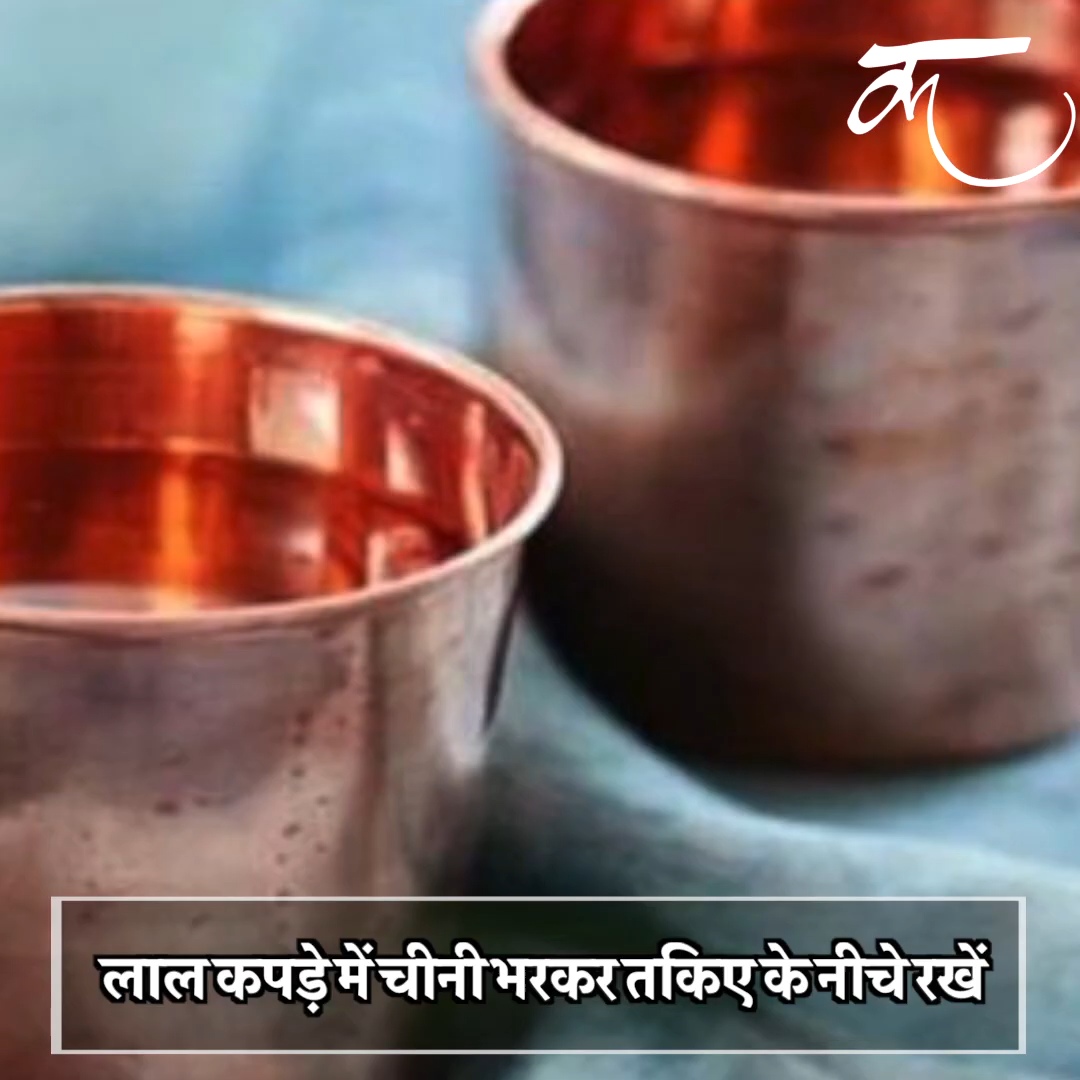 क
लाल कपड़े में चीनी भरकर तकिए के नीचे रखें